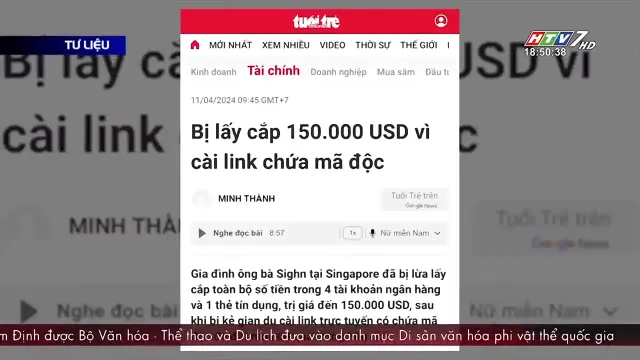 TƯ LIỆU
HTV7 HD
18:50:38
tuổi trẻ
MỚI NHẤT XEM NHIỀU VIDEO THỜI SỰ THẾ GIỚI
Kinh doanh Tài chính Doanh nghiệp Mua sắm Đầu tư
11/04/2024 09:45 GMT+7
Bị lấy cắp 150.000 USD vì
cài link chứa mã độc
MINH THÀNH
Tuổi Trẻ trên
Google News
Nghe đọc bài 8:57 1x Nữ miền Nam
Gia đình ông bà Sighn tại Singapore đã bị lừa lấy
cắp toàn bộ số tiền trong 4 tài khoản ngân hàng
và 1 thẻ tín dụng, trị giá đến 150.000 USD, sau
khi bị kẻ gian dụ cài link trực tuyến có chứa mã
Bị lấy cắ
USD vì
cài link
MINH THÀNH
Tuổi Trẻ trên
Google News
Nghe đọc
miền Nam
Định được Bộ Văn hóa - Thể thao và Du lịch đưa vào danh mục Di sản văn hóa phi vật thể quốc gia